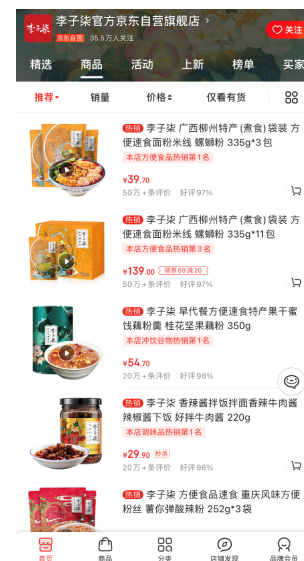 李子柒官方京东自营旗舰店 >
京东自营 35.5万人关注
关注
精选 商品 活动 上新 榜单 买家
推荐 销量 价格 仅看有货
热销 李子柒 广西柳州特产(煮食)袋装 方
便速食面粉米线 螺蛳粉 335g*3包
本店方便食品热销第1名
¥39.70
50万+条评价 好评97%
热销 李子柒 广西柳州特产(煮食)袋装 方
便速食面粉米线 螺蛳粉 335g*11包
本店方便食品热销第3名
¥139.00 领券69减20
50万+条评价 好评97%
热销 李子柒 早代餐方便速食特产果干蜜
饯藕粉羹 桂花坚果藕粉 350g
本店冲饮谷物热销第1名
¥54.70
20万+条评价 好评98%
热销 李子柒 香辣酱拌饭拌面香辣牛肉酱
辣椒酱下饭 好拌牛肉酱 220g
本店调味品热销第1名
¥29.90 秒杀
20万+条评价 好评96%
热销 李子柒 方便食品速食 重庆风味方便
粉丝 薯你弹酸辣粉 252g*3袋
首页 商品 分类 店铺发现 品牌会员